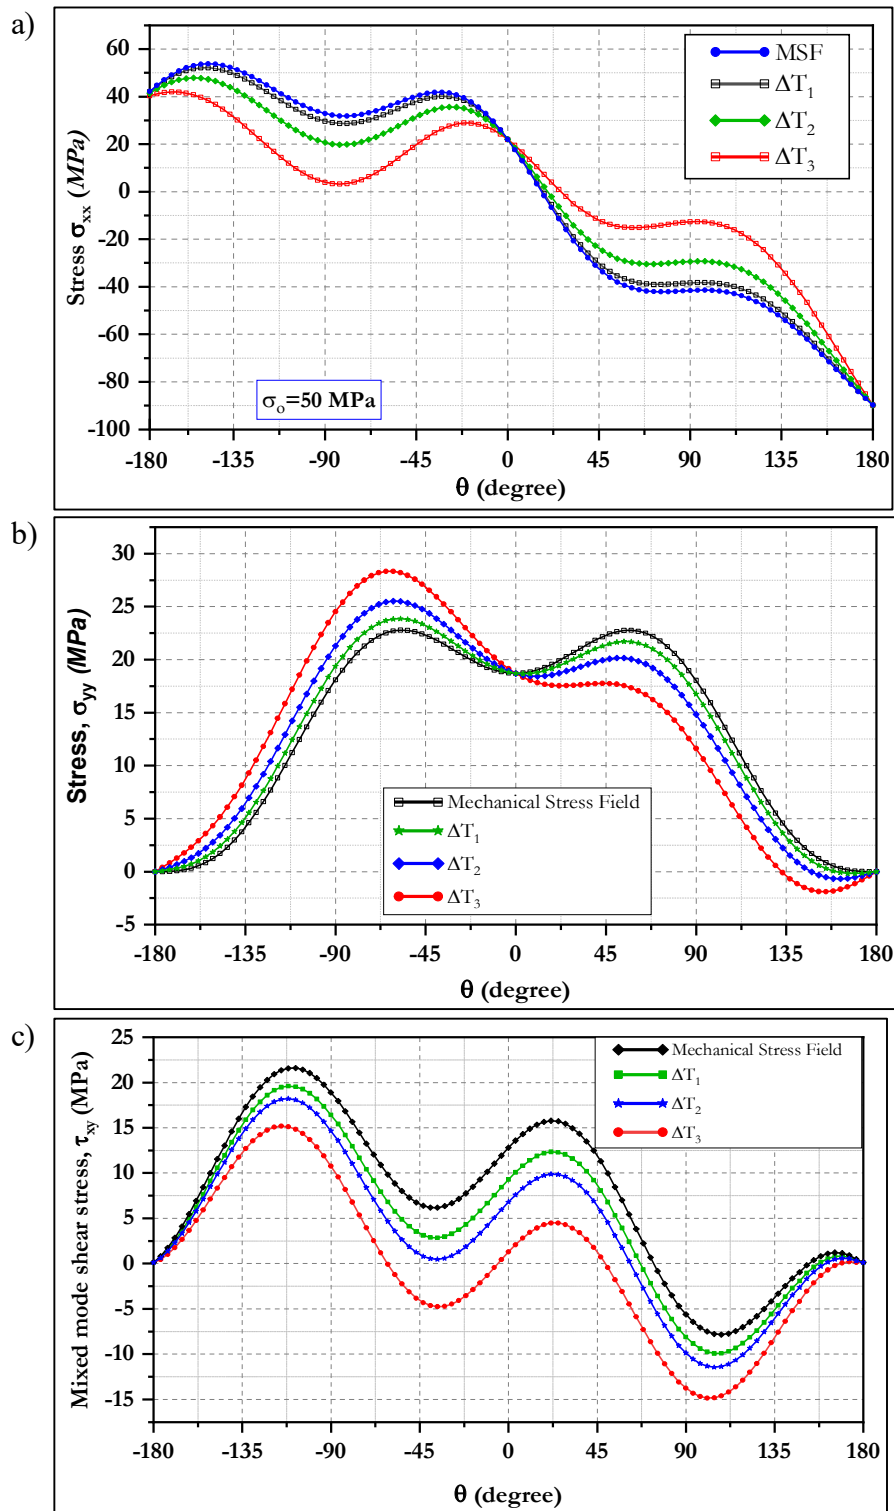 a)
60
40
20
0
-20
-40
-60
-80
-100
Stress σxx (MPa)
MSF
ΔT1
ΔT2
ΔT3
σo=50 MPa
-180 -135 -90 -45 0 45 90 135 180
θ (degree)
b)
30
25
20
15
10
5
0
-5
Stress, σyy (MPa)
Mechanical Stress Field
ΔT1
ΔT2
ΔT3
-180 -135 -90 -45 0 45 90 135 180
θ (degree)
c)
25
20
15
10
5
0
-5
-10
-15
Mixed mode shear stress, τxy (MPa)
Mechanical Stress Field
ΔT1
ΔT2
ΔT3
-180 -135 -90 -45 0 45 90 135 180
θ (degree)